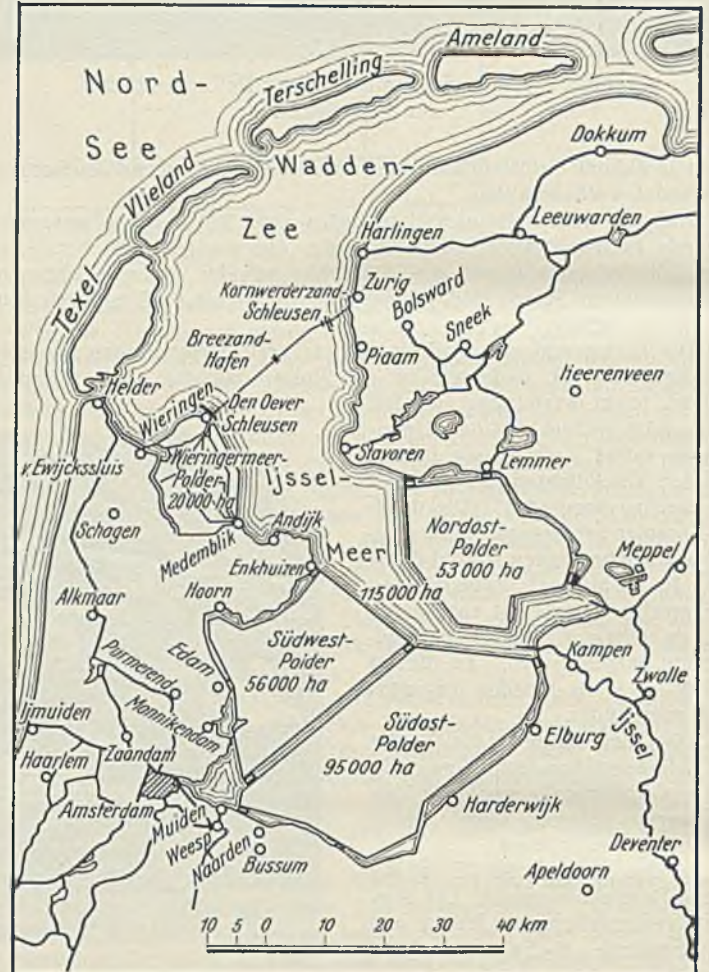 Nord-
See
Ameland
Terschelling
Vlieland
Texel
Wadden-
Zee
Dokkum
Leeuwarden
Harlingen
Kornwerderzand-
Schleusen
Zurig
Bolsward
Sneek
Breezand-
Hafen
Piaam
Heerenveen
Helder
Wieringen
Den Oever
Schleusen
Stavoren
Lemmer
v. Ewijckssluis
Wieringermeer-
Polder
20000 ha
Ijssel-
Meer
115000 ha
Schagen
Andijk
Medemblik
Enkhuizen
Nordost-
Polder
53000 ha
Meppel
Hoorn
Alkmaar
Südwest-
Polder
56000 ha
Edam
Purmerend
Monnikendam
Kampen
Zwolle
Ijssel
Ijmuiden
Zaandam
Haarlem
Südost-
Polder
95000 ha
Elburg
Amsterdam
Muiden
Weesp
Naarden
Bussum
Harderwijk
Deventer
Apeldoorn
10 5 0 10 20 30 40 km